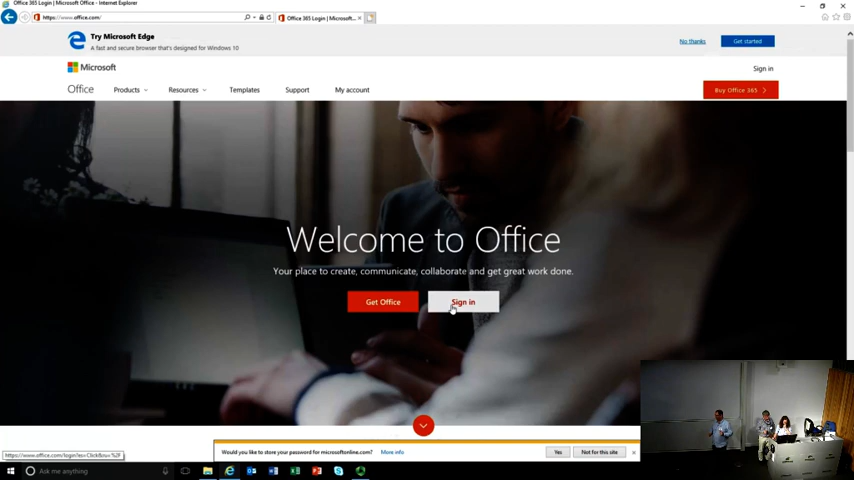 Office 365 Login | Microsoft Office - Internet Explorer
https://www.office.com/
Office 365 Login | Microsoft...
Try Microsoft Edge
A fast and secure browser that's designed for Windows 10
No thanks
Get started
Microsoft
Sign in
Office
Products
Resources
Templates
Support
My account
Buy Office 365
Welcome to Office
Your place to create, communicate, collaborate and get great work done.
Get Office
Sign in
Would you like to store your password for microsoftonline.com?
More info
Yes
Not for this site
Ask me anything